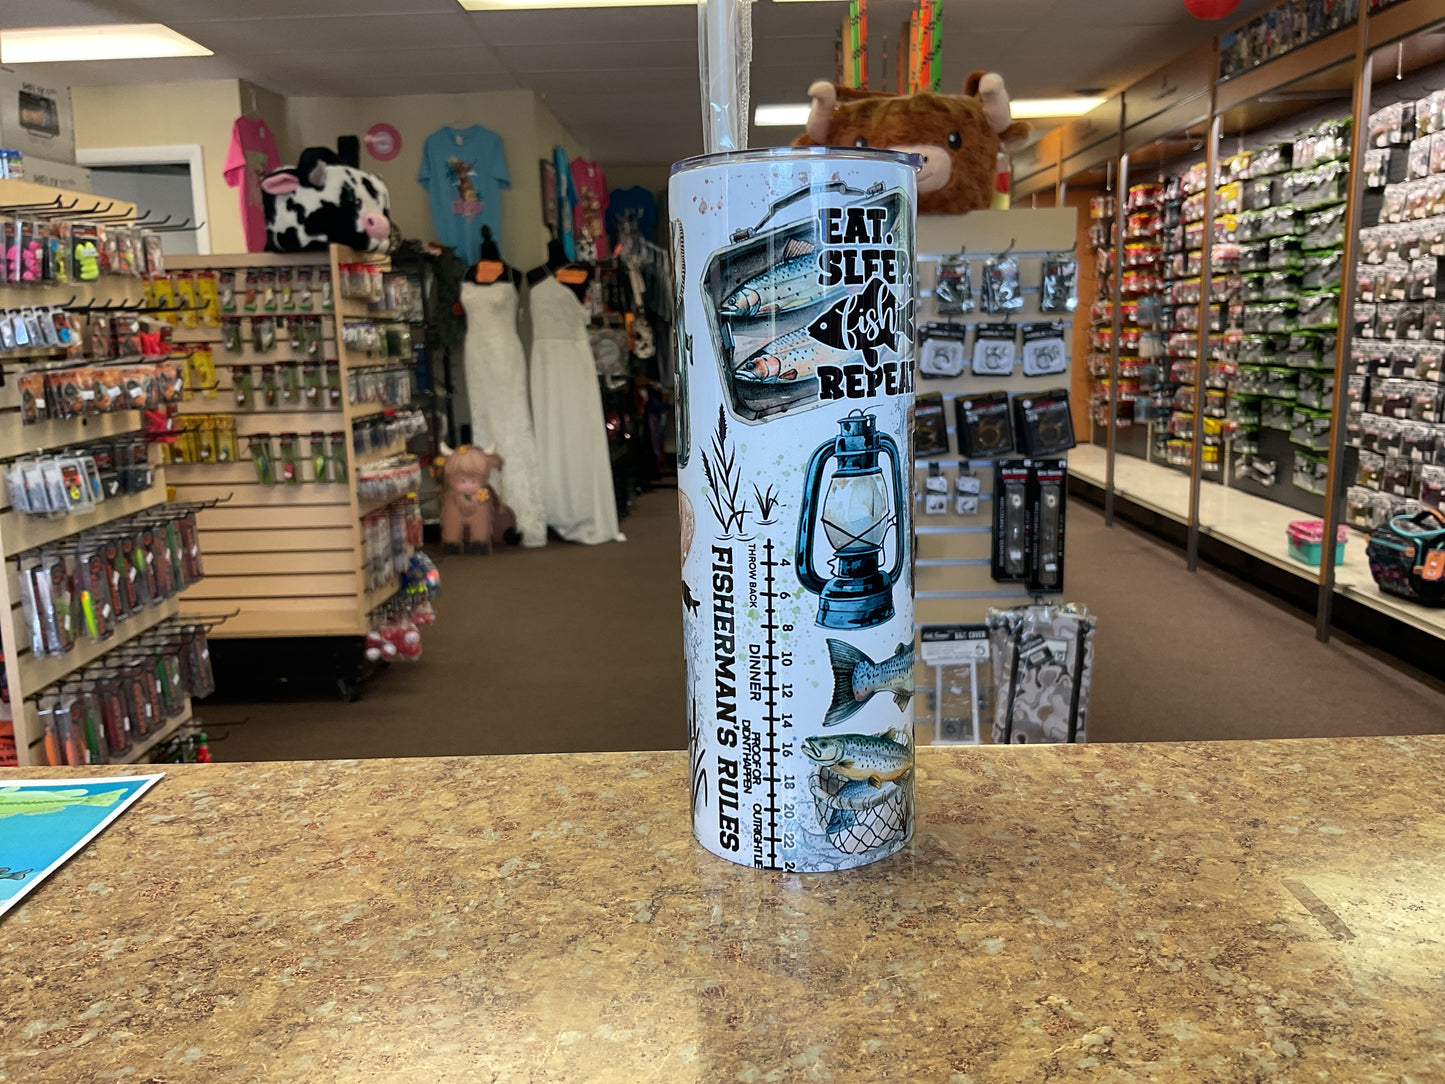 EAT.
SLEEP.
fish
REPEAT
FISHERMAN'S RULES
THROW BACK
DINNER
PROOF OR
DIDN'T HAPPEN
OUTRIGHT LIE
4
6
8
10
12
14
16
18
20
22